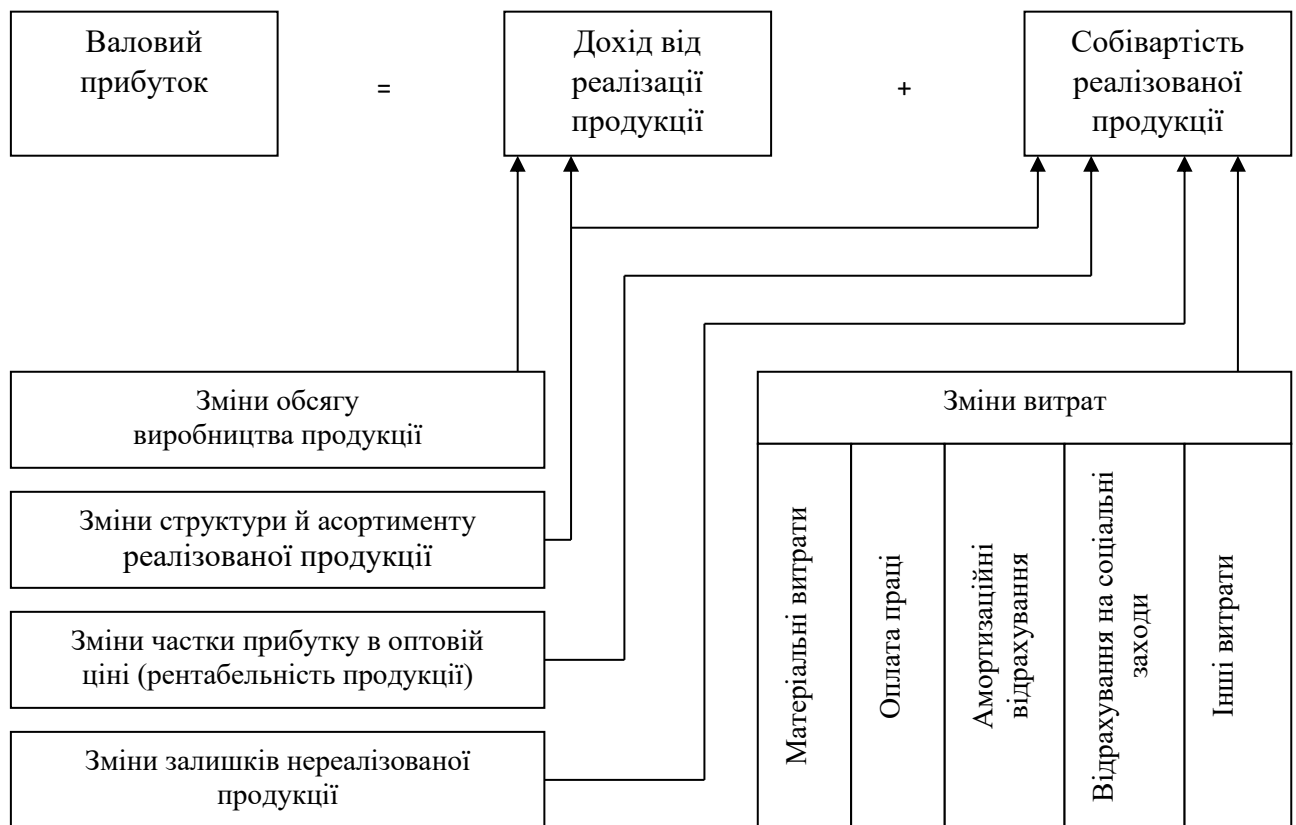 Валовий
прибуток
=
Дохід від
реалізації
продукції
+
Собівартість
реалізованої
продукції
Зміни обсягу
виробництва продукції
Зміни структури й асортименту
реалізованої продукції
Зміни частки прибутку в оптовій
ціні (рентабельність продукції)
Зміни залишків нереалізованої
продукції
Зміни витрат
Матеріальні витрати
Оплата праці
Амортизаційні
відрахування
Відрахування на соціальні
заходи
Інші витрати